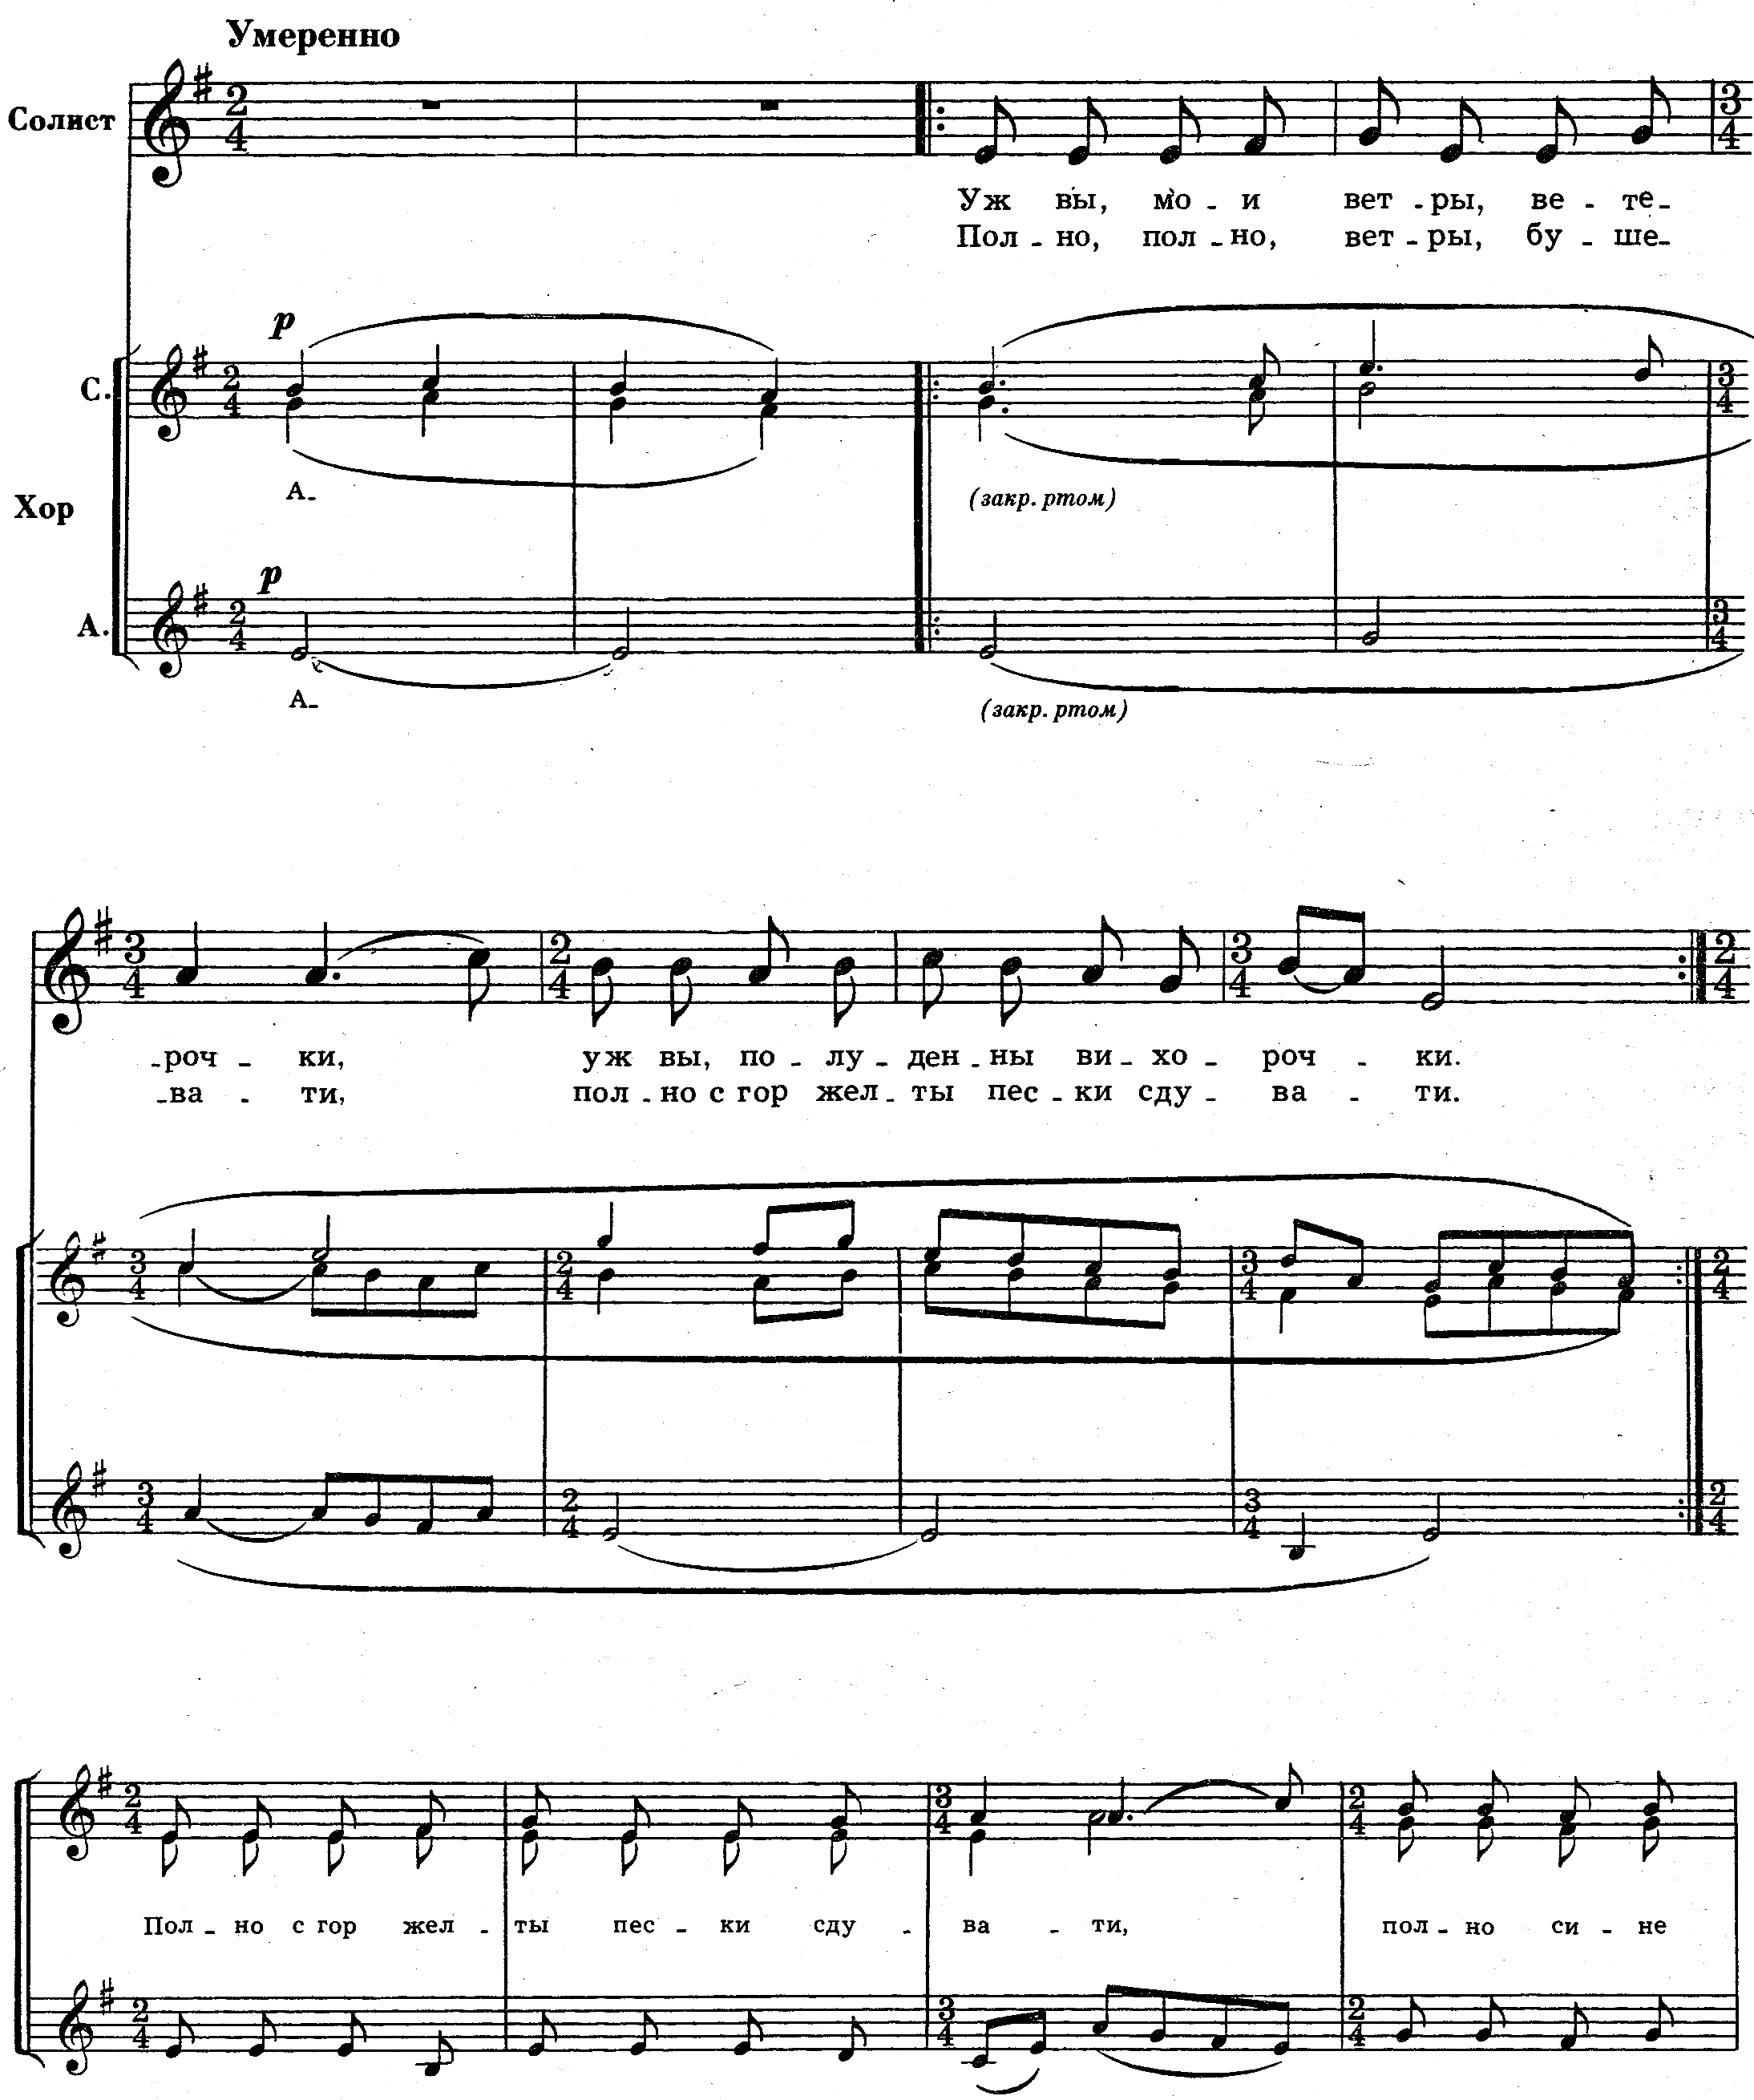 Умеренно
Солист
Уж вы, мо - и вет - ры, ве - те-
Пол - но, пол - но, вет - ры, бу - ше-
p
С.
А-
(закр. ртом)
Хор
p
А.
А-
(закр. ртом)
-роч - ки, уж вы, по - лу - ден - ны ви - хо - роч - ки.
-ва - ти, пол - но с гор жел - ты пес - ки сду - ва - ти.
Пол - но с гор жел - ты пес - ки сду - ва - ти, пол - но си - не